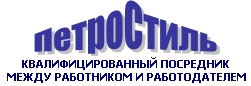 петроСтиль
КВАЛИФИЦИРОВАННЫЙ ПОСРЕДНИК
МЕЖДУ РАБОТНИКОМ И РАБОТОДАТЕЛЕМ